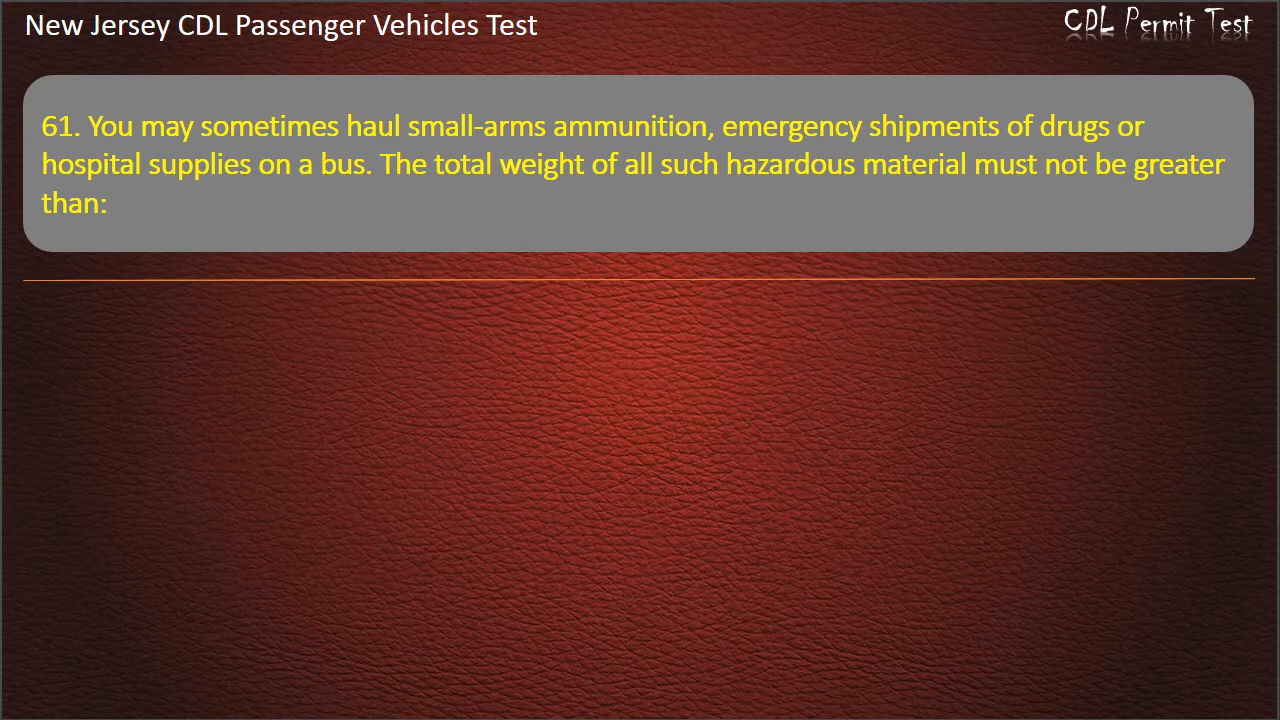 New Jersey CDL Passenger Vehicles Test
CDL Permit Test
61. You may sometimes haul small-arms ammunition, emergency shipments of drugs or
hospital supplies on a bus. The total weight of all such hazardous material must not be greater
than: